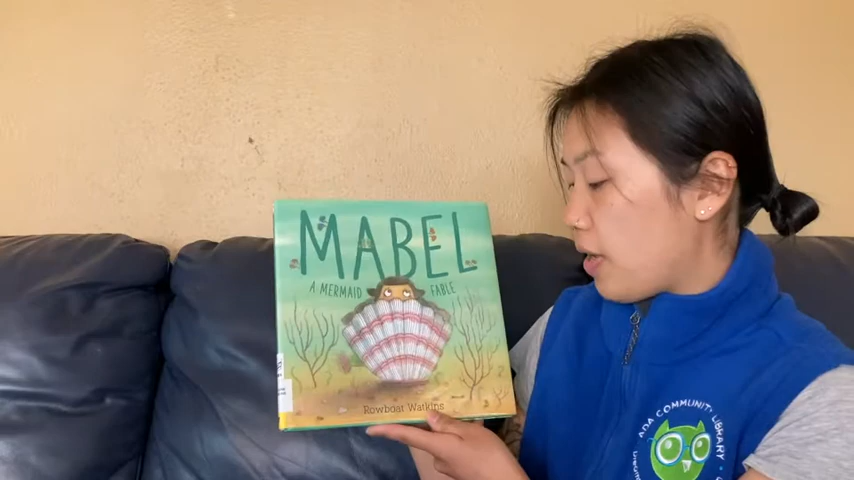 MABEL
A MERMAID FABLE
Rowboat Watkins
ADA COMMUNITY LIBRARY